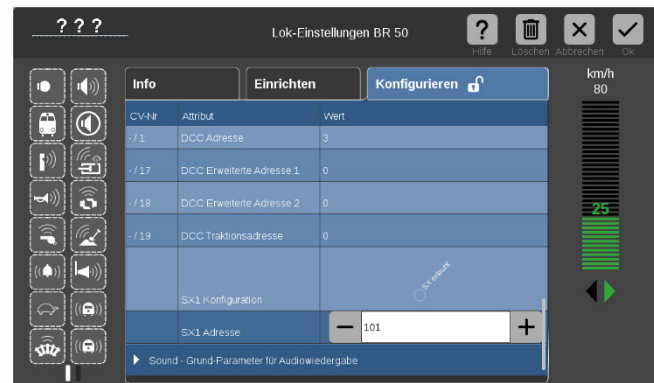 ? ? ?
Lok-Einstellungen BR 50
?
Hilfe
Löschen
Abbrechen
Ok
Info
Einrichten
Konfigurieren
km/h
80
CV-Nr Attribut Wert
- / 1 DCC Adresse 3
- / 17 DCC Erweiterte Adresse 1 0
- / 18 DCC Erweiterte Adresse 2 0
- / 19 DCC Traktionsadresse 0
SX1 Konfiguration
SX1 Adresse — 101 +
Sound - Grund-Parameter für Audiowiedergabe
25